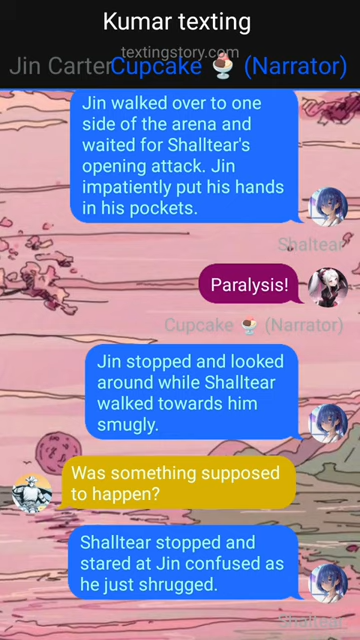 Kumar texting
textingstory.com
Jin Carter Cupcake 🍨 (Narrator)
Jin walked over to one
side of the arena and
waited for Shalltear's
opening attack. Jin
impatiently put his hands
in his pockets.
Shaltear
Paralysis!
Cupcake 🍨 (Narrator)
Jin stopped and looked
around while Shalltear
walked towards him
smugly.
Was something supposed
to happen?
Shalltear stopped and
stared at Jin confused as
he just shrugged.
Shaltear